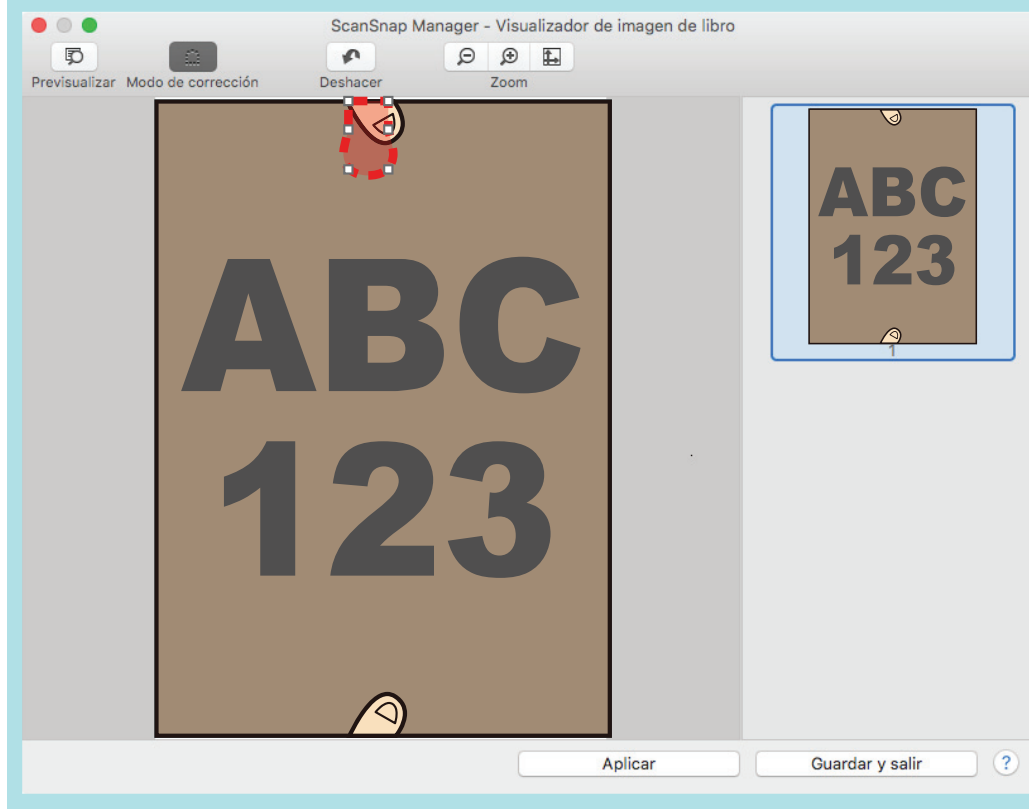 ScanSnap Manager - Visualizador de imagen de libro
Previsualizar Modo de corrección Deshacer Zoom
ABC
123
ABC
123
1
Aplicar Guardar y salir ?